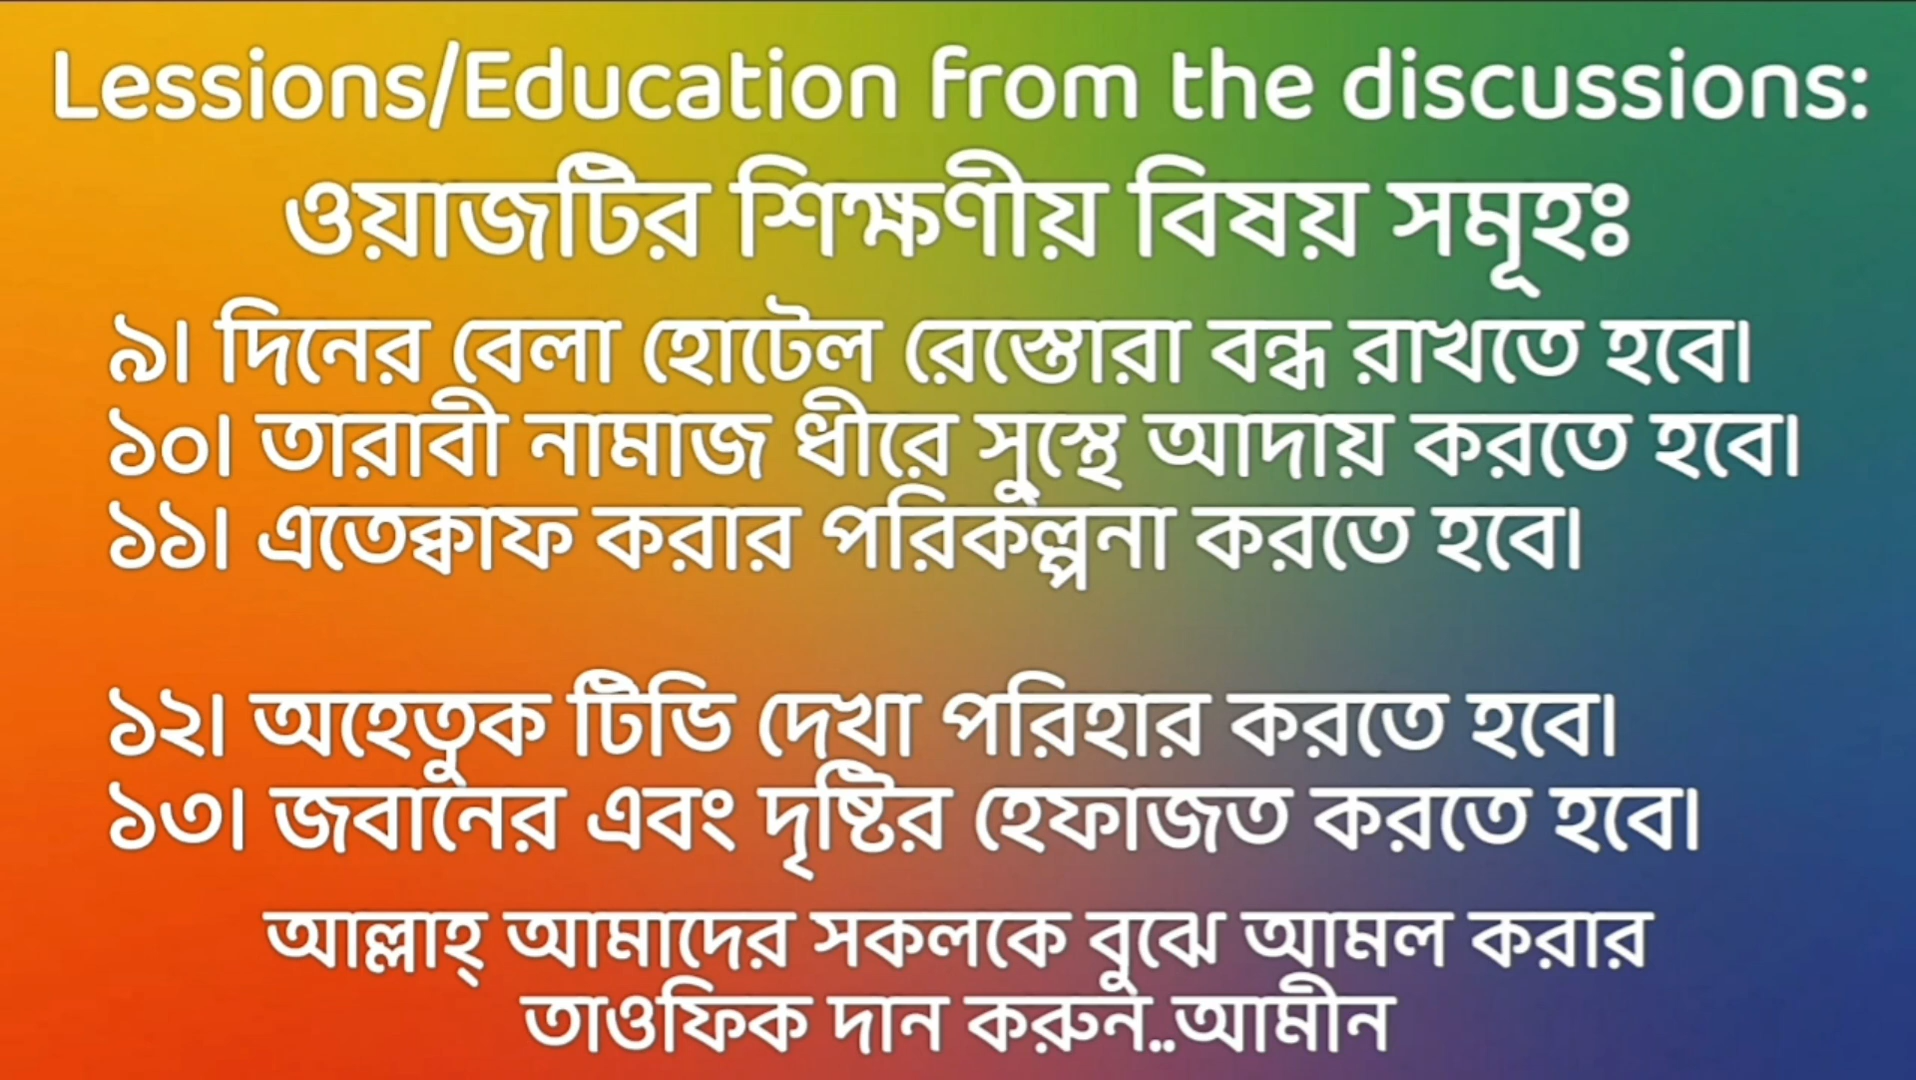 Lessions/Education from the discussions:
ওয়াজটির শিক্ষণীয় বিষয় সমূহঃ
৯। দিনের বেলা হোটেল রেস্তোরা বন্ধ রাখতে হবে।
১০। তারাবী নামাজ ধীরে সুস্থে আদায় করতে হবে।
১১। এতেক্বাফ করার পরিকল্পনা করতে হবে।
১২। অহেতুক টিভি দেখা পরিহার করতে হবে।
১৩। জবানের এবং দৃষ্টির হেফাজত করতে হবে।
আল্লাহ্ আমাদের সকলকে বুঝে আমল করার
তাওফিক দান করুন..আমীন